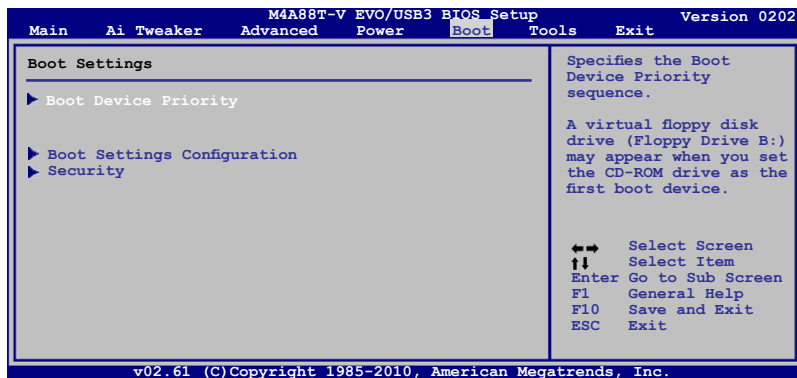 M4A88T-V EVO/USB3 BIOS Setup Version 0202
Main Ai Tweaker Advanced Power Boot Tools Exit
Boot Settings
Boot Device Priority
Boot Settings Configuration
Security
Specifies the Boot
Device Priority
sequence.
A virtual floppy disk
drive (Floppy Drive B:)
may appear when you set
the CD-ROM drive as the
first boot device.
←→ Select Screen
↑↓ Select Item
Enter Go to Sub Screen
F1 General Help
F10 Save and Exit
ESC Exit
v02.61 (C)Copyright 1985-2010, American Megatrends, Inc.